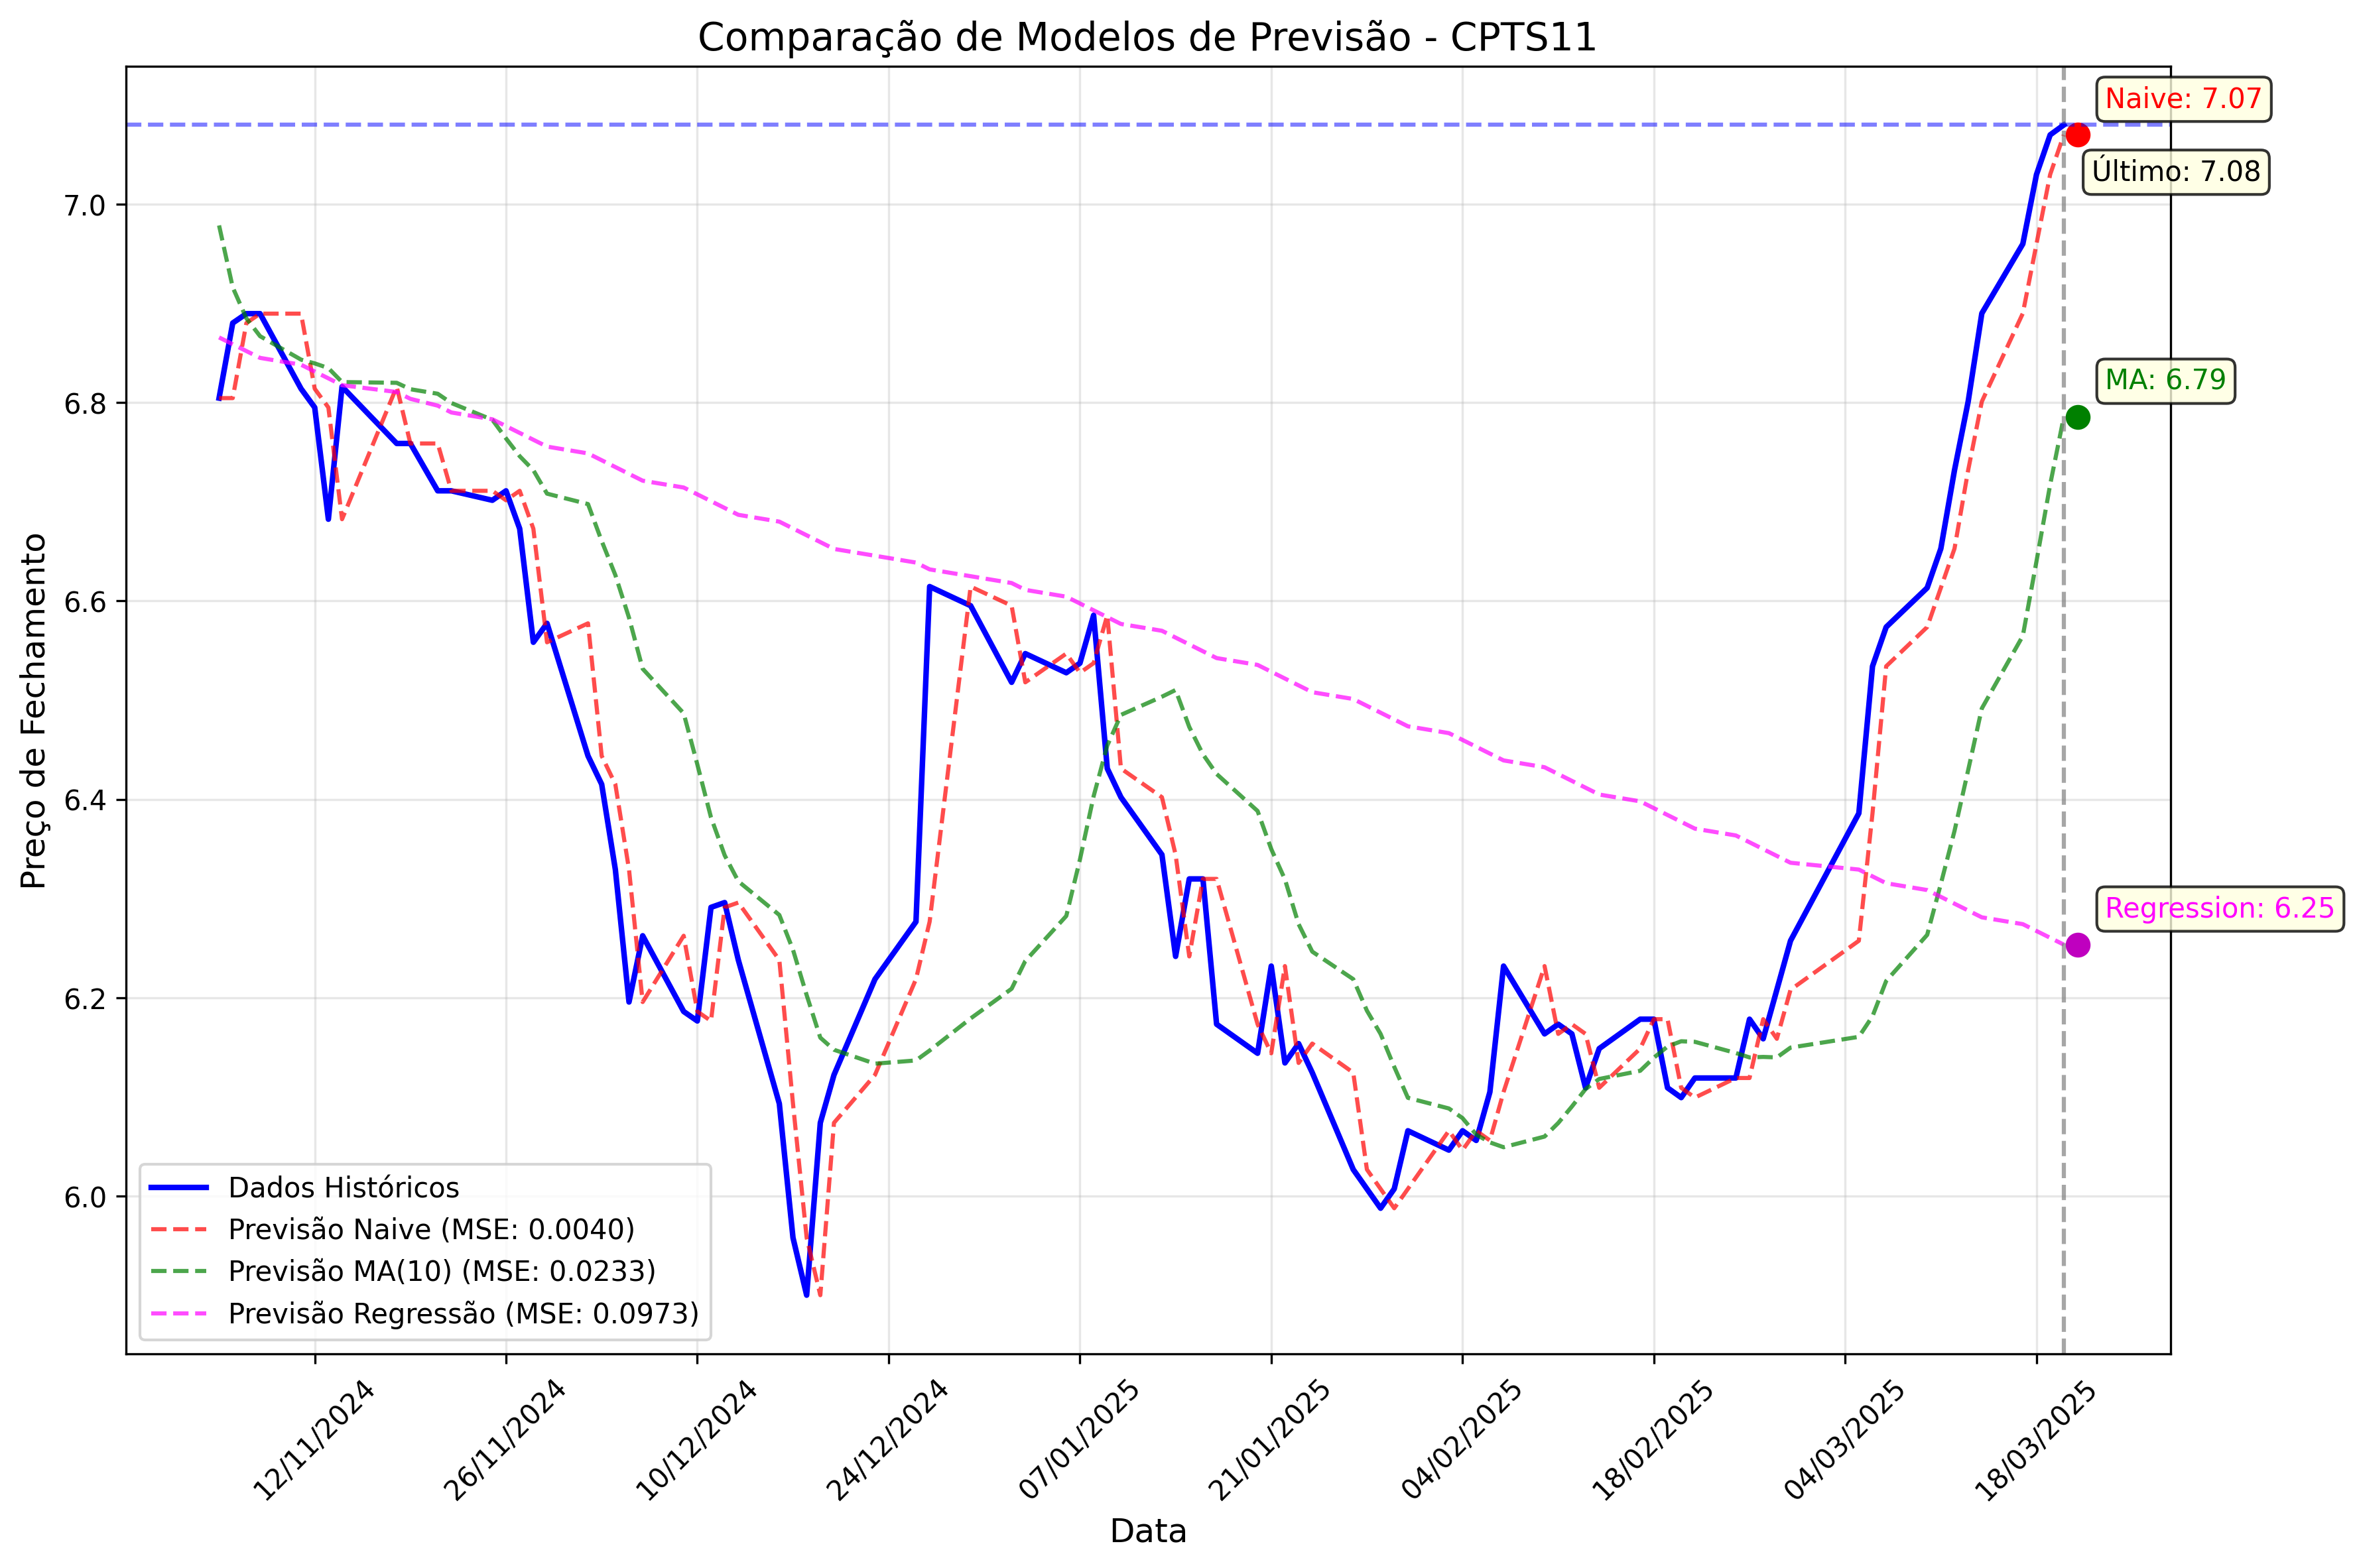 Comparação de Modelos de Previsão - CPTS11
Naive: 7.07
Último: 7.08
MA: 6.79
Regression: 6.25
Preço de Fechamento
7.0
6.8
6.6
6.4
6.2
6.0
Dados Históricos
Previsão Naive (MSE: 0.0040)
Previsão MA(10) (MSE: 0.0233)
Previsão Regressão (MSE: 0.0973)
12/11/2024
26/11/2024
10/12/2024
24/12/2024
07/01/2025
21/01/2025
04/02/2025
18/02/2025
04/03/2025
18/03/2025
Data